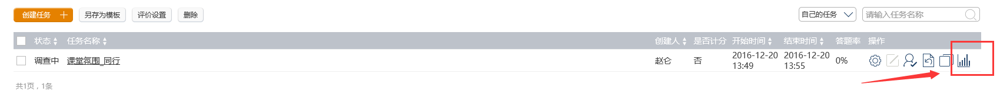 创建任务 另存为模板 评价设置 删除 自己的任务 请输入任务名称
状态 任务名称 创建人 是否计分 开始时间 结束时间 答题率 操作
调查中 课堂氛围_同行 赵仑 否 2016-12-20 13:49 2016-12-20 13:55 0%
共1页，1条